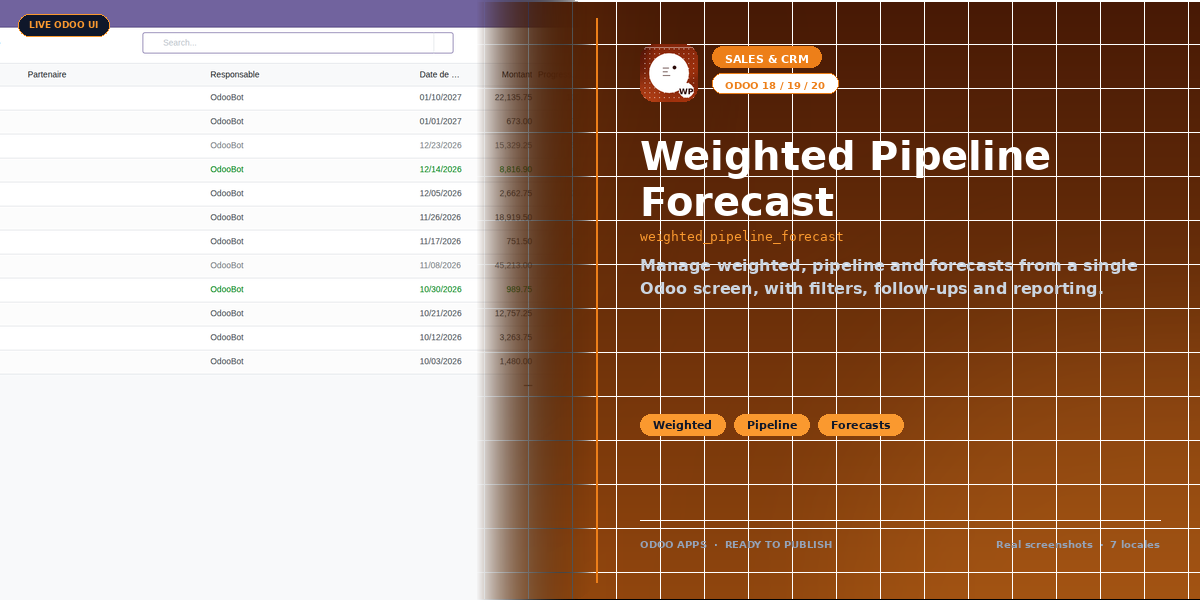 LIVE ODOO UI
Search...
Partenaire Responsable Date de ... Montant
OdooBot 01/10/2027 22,135.75
OdooBot 01/01/2027 673.00
OdooBot 12/23/2026 15,329.25
OdooBot 12/14/2026 8,816.90
OdooBot 12/05/2026 2,662.75
OdooBot 11/26/2026 18,919.50
OdooBot 11/17/2026 751.50
OdooBot 11/08/2026 45,213.00
OdooBot 10/30/2026 989.75
OdooBot 10/21/2026 12,757.25
OdooBot 10/12/2026 3,263.75
OdooBot 10/03/2026 1,480.00
WP
SALES & CRM
ODOO 18 / 19 / 20
Weighted Pipeline
Forecast
weighted_pipeline_forecast
Manage weighted, pipeline and forecasts from a single
Odoo screen, with filters, follow-ups and reporting.
Weighted Pipeline Forecasts
ODOO APPS · READY TO PUBLISH
Real screenshots · 7 locales